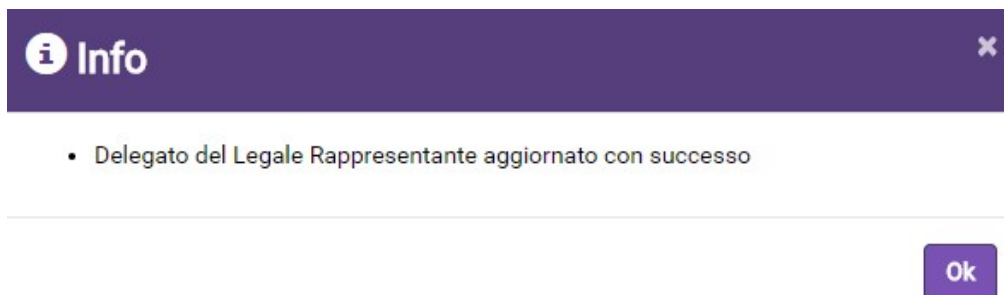 Info
Delegato del Legale Rappresentante aggiornato con successo
Ok